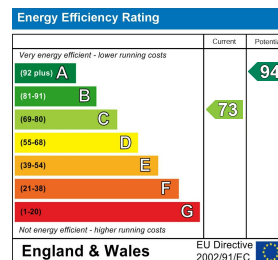 Energy Efficiency Rating
Current Potenti
Very energy efficient - lower running costs
(92 plus) A
94
(81-91) B
(69-80) C
73
(55-68) D
(39-54) E
(21-38) F
(1-20) G
Not energy efficient - higher running costs
England & Wales
EU Directive
2002/91/EC